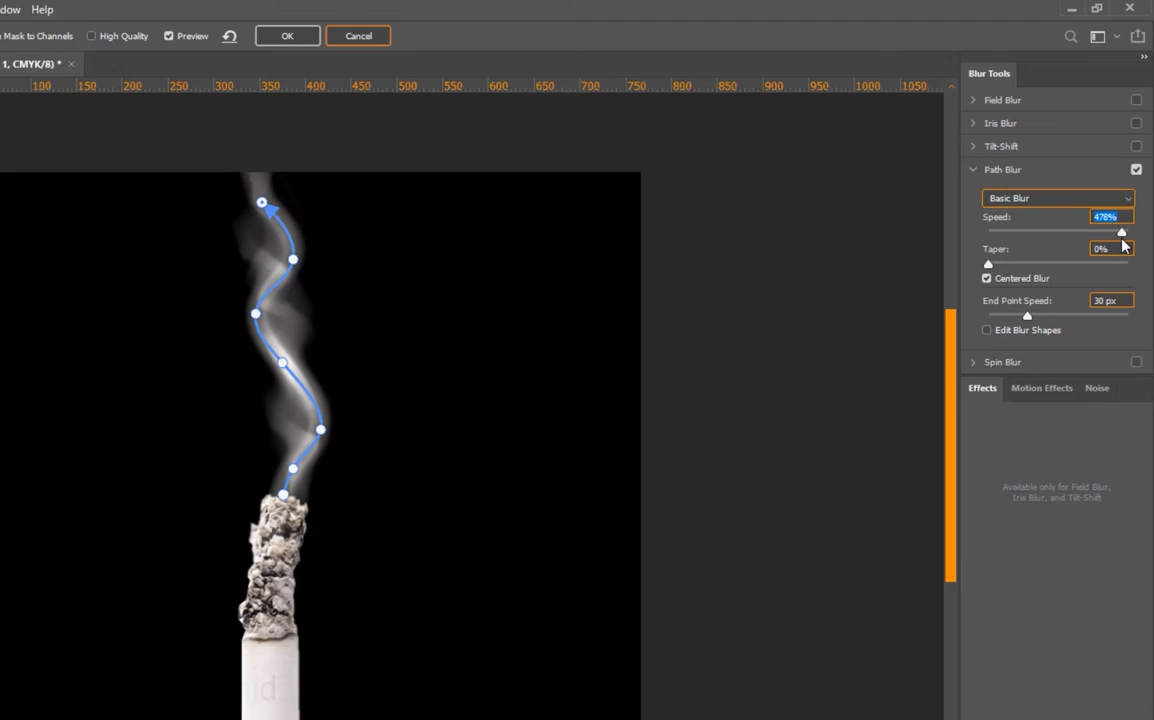 dow Help
Mask to Channels High Quality Preview OK Cancel
1, CMYK/8) * ×
100 150 200 250 300 350 400 450 500 550 600 650 700 750 800 850 900 950 1000 1050
Blur Tools
Field Blur
Iris Blur
Tilt-Shift
Path Blur
Basic Blur
Speed: 478%
Taper: 0%
Centered Blur
End Point Speed: 30 px
Edit Blur Shapes
Spin Blur
Effects Motion Effects Noise
Available only for Field Blur,
Iris Blur, and Tilt-Shift